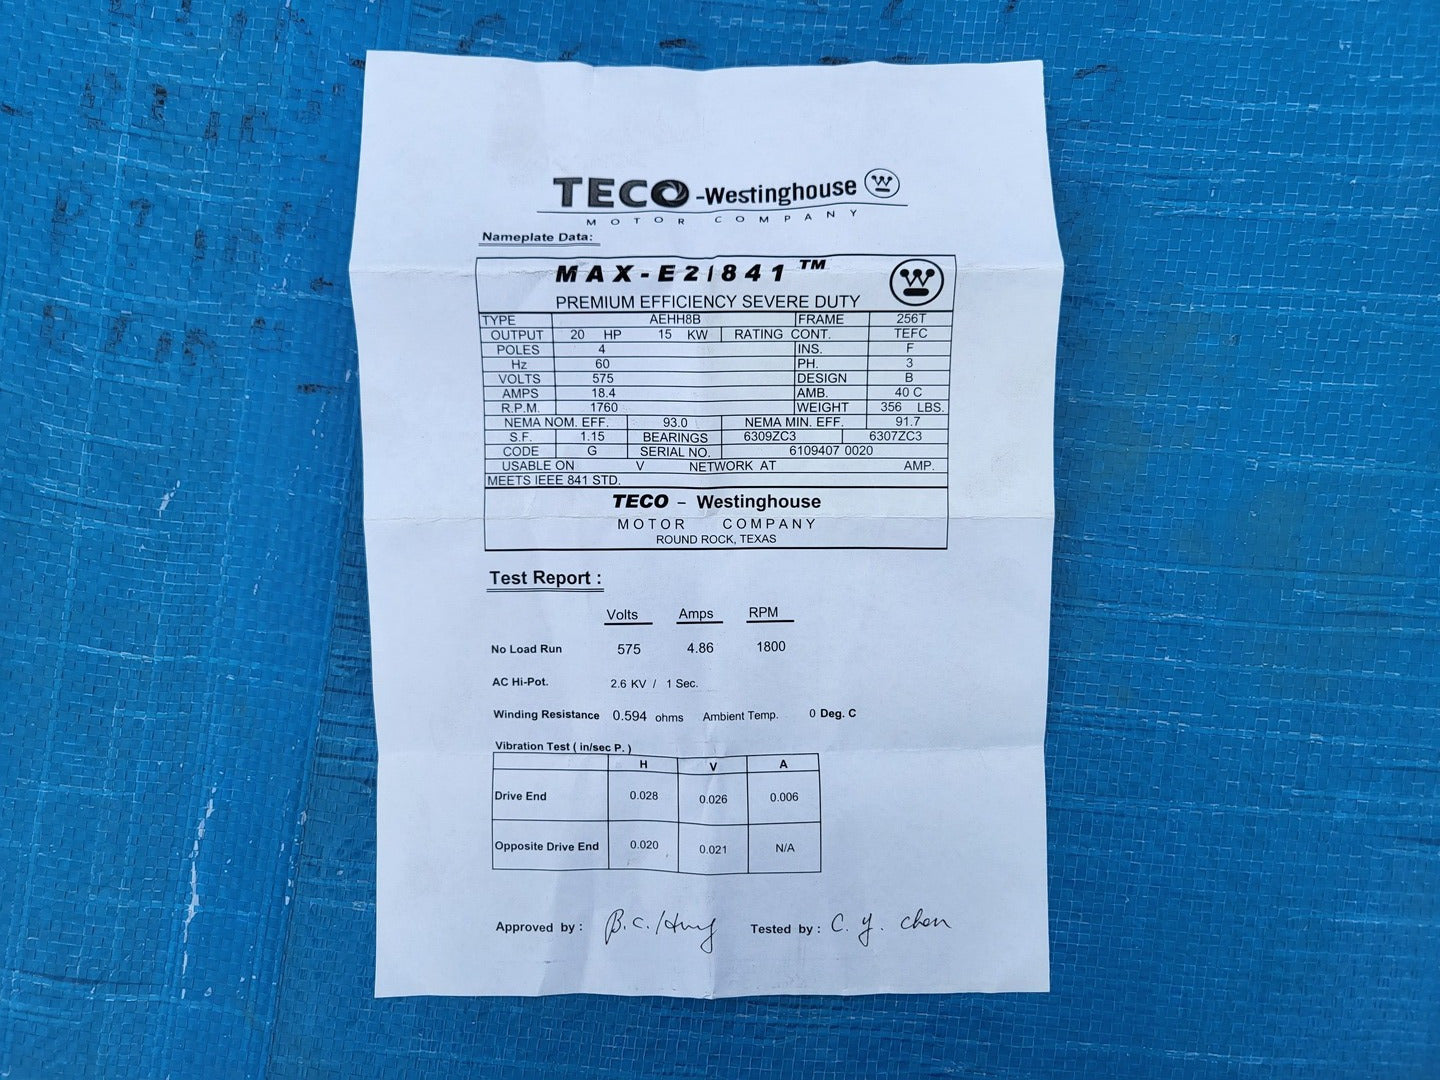 TECO -Westinghouse
MOTOR COMPANY
Nameplate Data:
MAX-E2/841 TM
PREMIUM EFFICIENCY SEVERE DUTY
TYPE AEHH8B FRAME 256T
OUTPUT 20 HP 15 KW RATING CONT. TEFC
POLES 4 INS. F
Hz 60 PH. 3
VOLTS 575 DESIGN B
AMPS 18.4 AMB. 40 C
R.P.M. 1760 WEIGHT 356 LBS.
NEMA NOM. EFF. 93.0 NEMA MIN. EFF. 91.7
S.F. 1.15 BEARINGS 6309ZC3 6307ZC3
CODE G SERIAL NO. 6109407 0020
USABLE ON V NETWORK AT AMP.
MEETS IEEE 841 STD.
TECO – Westinghouse
MOTOR COMPANY
ROUND ROCK, TEXAS
Test Report :
Volts Amps RPM
No Load Run 575 4.86 1800
AC Hi-Pot. 2.6 KV / 1 Sec.
Winding Resistance 0.594 ohms Ambient Temp. 0 Deg. C
Vibration Test ( in/sec P. )
H V A
Drive End 0.028 0.026 0.006
Opposite Drive End 0.020 0.021 N/A
Approved by : B.C. Tested by : C. y. chen